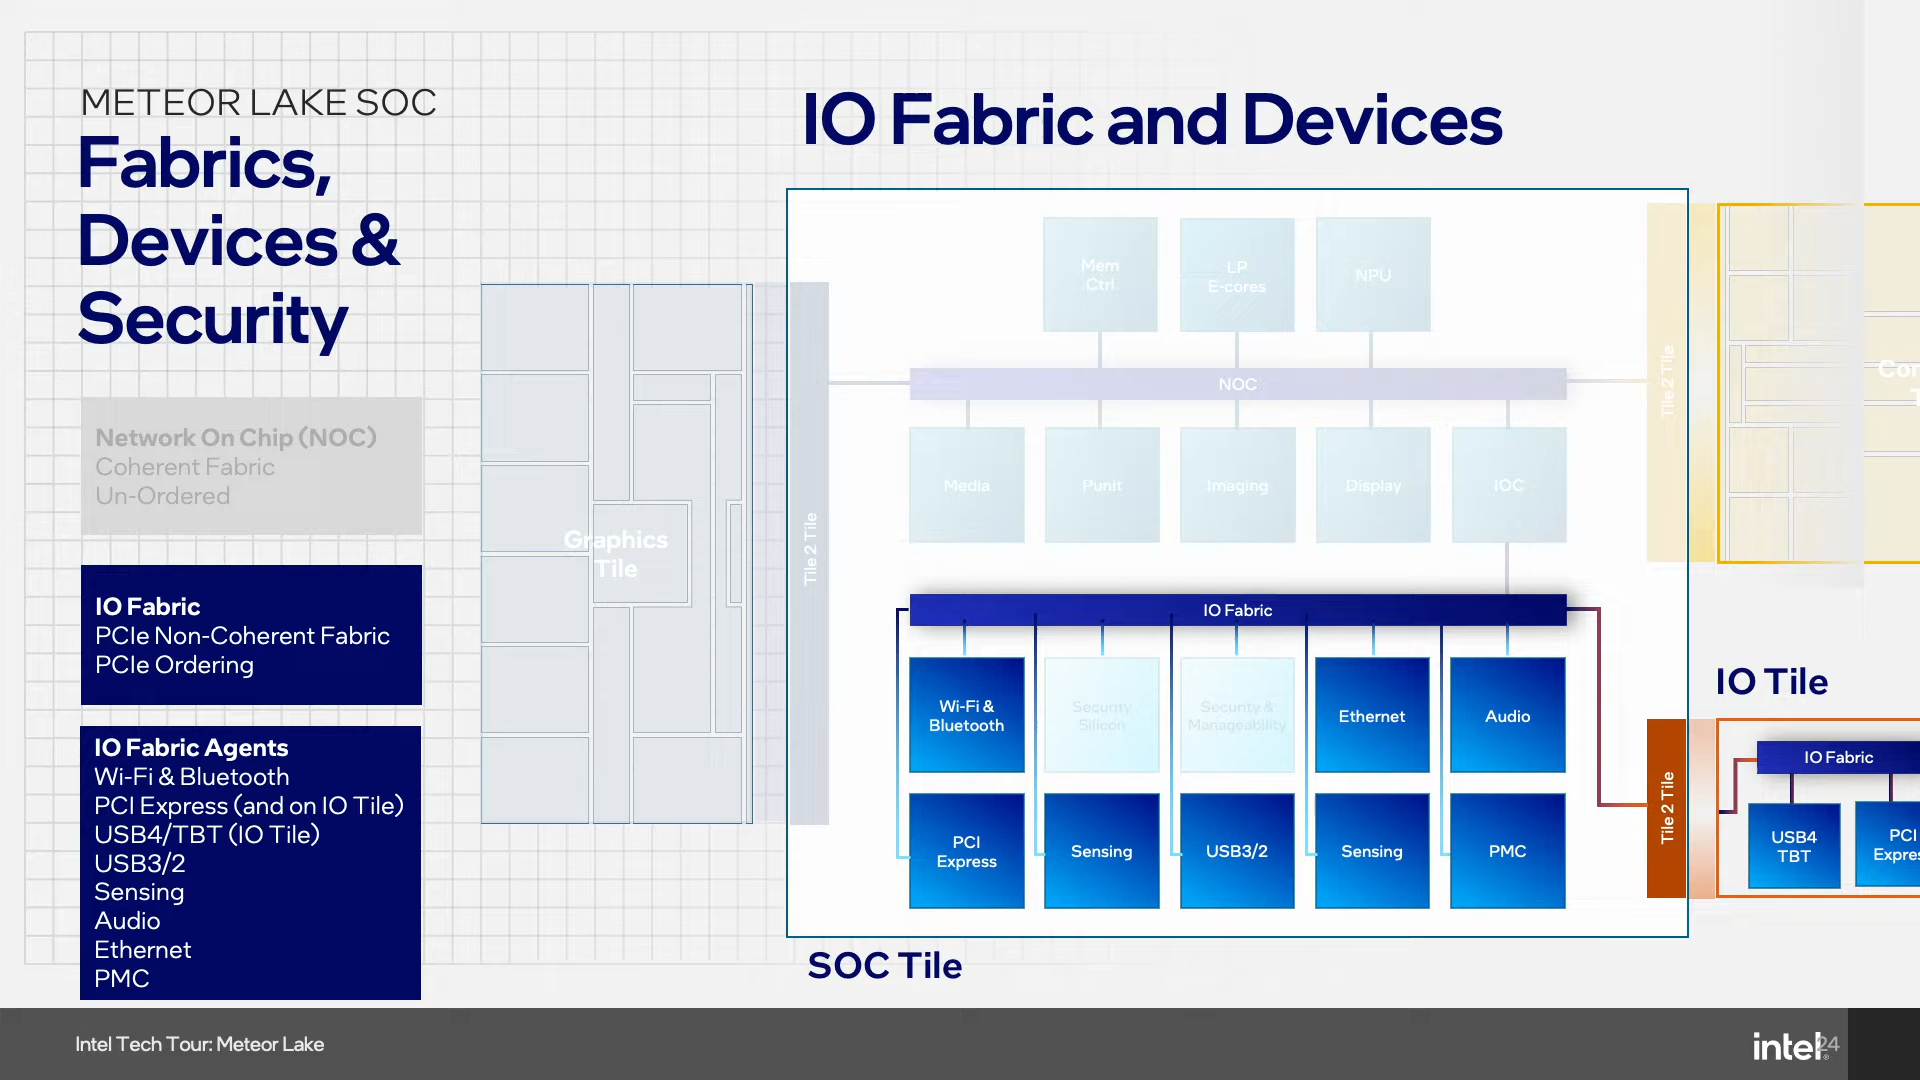 METEOR LAKE SOC
Fabrics,
Devices &
Security
Network On Chip (NOC)
Coherent Fabric
Un-Ordered
IO Fabric
PCIe Non-Coherent Fabric
PCIe Ordering
IO Fabric Agents
Wi-Fi & Bluetooth
PCI Express (and on IO Tile)
USB4/TBT (IO Tile)
USB3/2
Sensing
Audio
Ethernet
PMC
IO Fabric and Devices
Graphics
Tile
Tile 2 Tile
Mem
Ctrl
LP
E-cores
NPU
NOC
Media
Punit
Imaging
Display
IOC
IO Fabric
Wi-Fi &
Bluetooth
Security
Silicon
Security &
Manageability
Ethernet
Audio
PCI
Express
Sensing
USB3/2
Sensing
PMC
SOC Tile
Tile 2 Tile
IO Tile
Tile 2 Tile
IO Fabric
USB4
TBT
PCI
Intel Tech Tour: Meteor Lake
intel
24